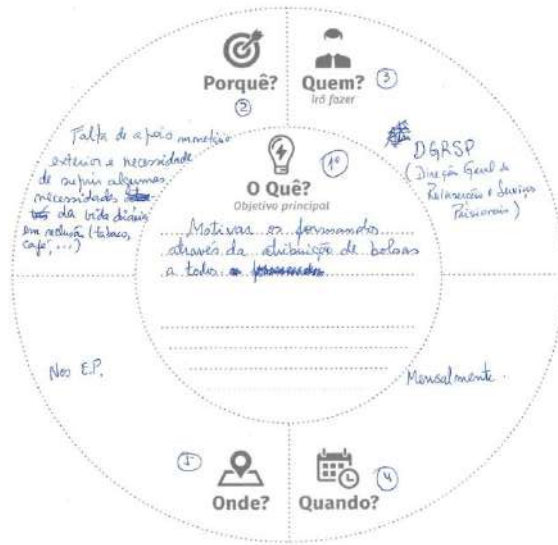 Porquê?
2
Falta de apoio monetário
exterior e necessidade
de suprir algumas
necessidades
da vida diária
em reclusão (tabaco,
café, ...)
Quem? 3
Irá fazer
DGRSP
(Direção Geral de
Reinserção e Serviços
Prisionais)
1º
O Quê?
Objetivo principal
Motivar os formandos
através da atribuição de bolsas
a todos
Nos E.P.
Mensalmente.
5
Onde?
4
Quando?